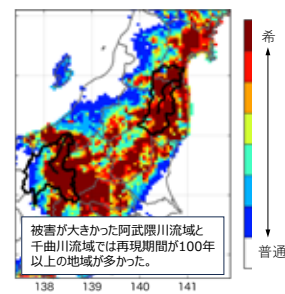 希
普通
被害が大きかった阿武隈川流域と
千曲川流域では再現期間が100年
以上の地域が多かった。
138 139 140 141